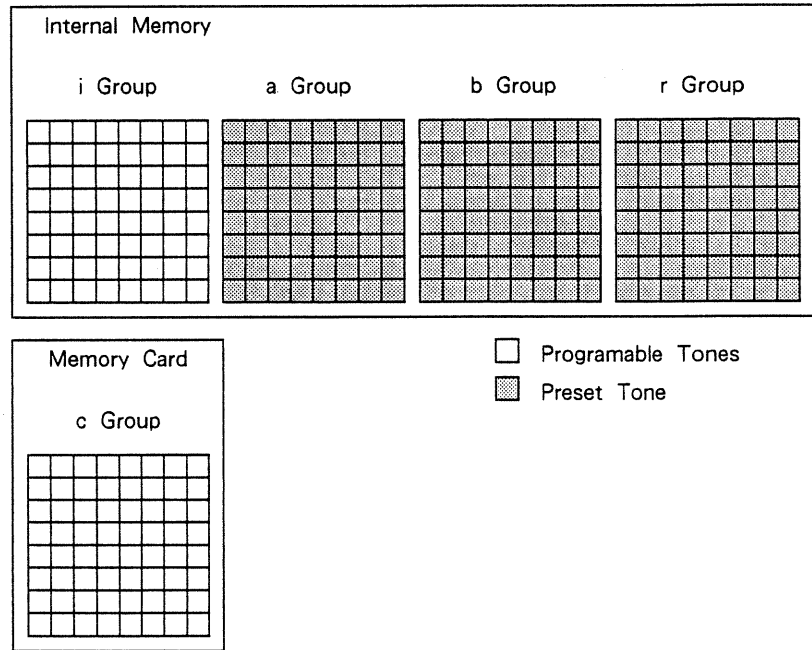 Internal Memory
i Group
a Group
b Group
r Group
Memory Card
c Group
Programable Tones
Preset Tone